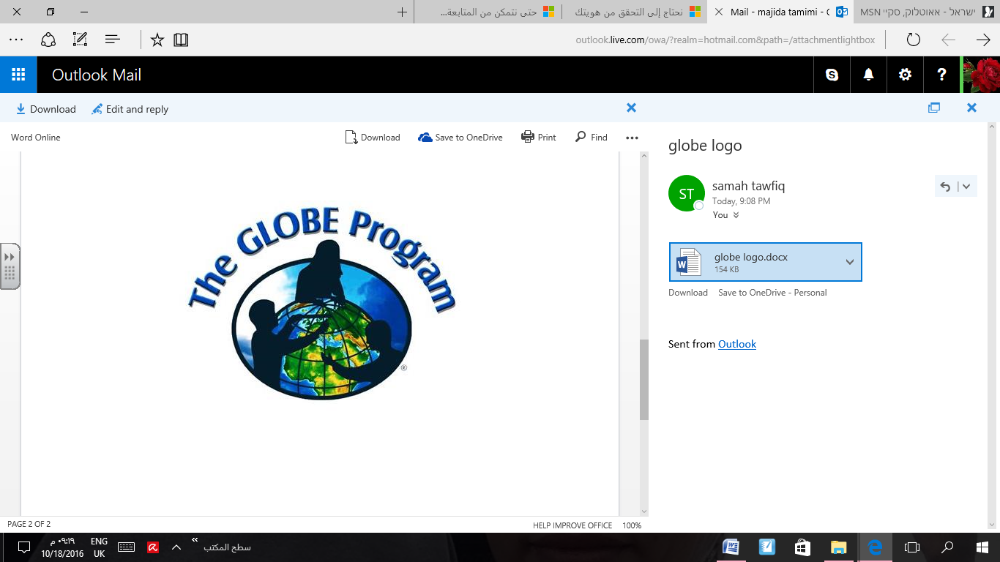 ישראל - אאוטלוק, סקיי MSN
Mail - majida tamimi - O
نحتاج إلى التحقق من هويتك
حتى نتمكن من المتابعة...
outlook.live.com/owa/?realm=hotmail.com&path=/attachmentlightbox
Outlook Mail
Download
Edit and reply
Word Online
Download
Save to OneDrive
Print
Find
The GLOBE Program
®
PAGE 2 OF 2
HELP IMPROVE OFFICE
100%
globe logo
ST
samah tawfiq
Today, 9:08 PM
You
globe logo.docx
154 KB
Download
Save to OneDrive - Personal
Sent from Outlook
٠٩:١٩ م
10/18/2016
ENG
UK
سطح المكتب